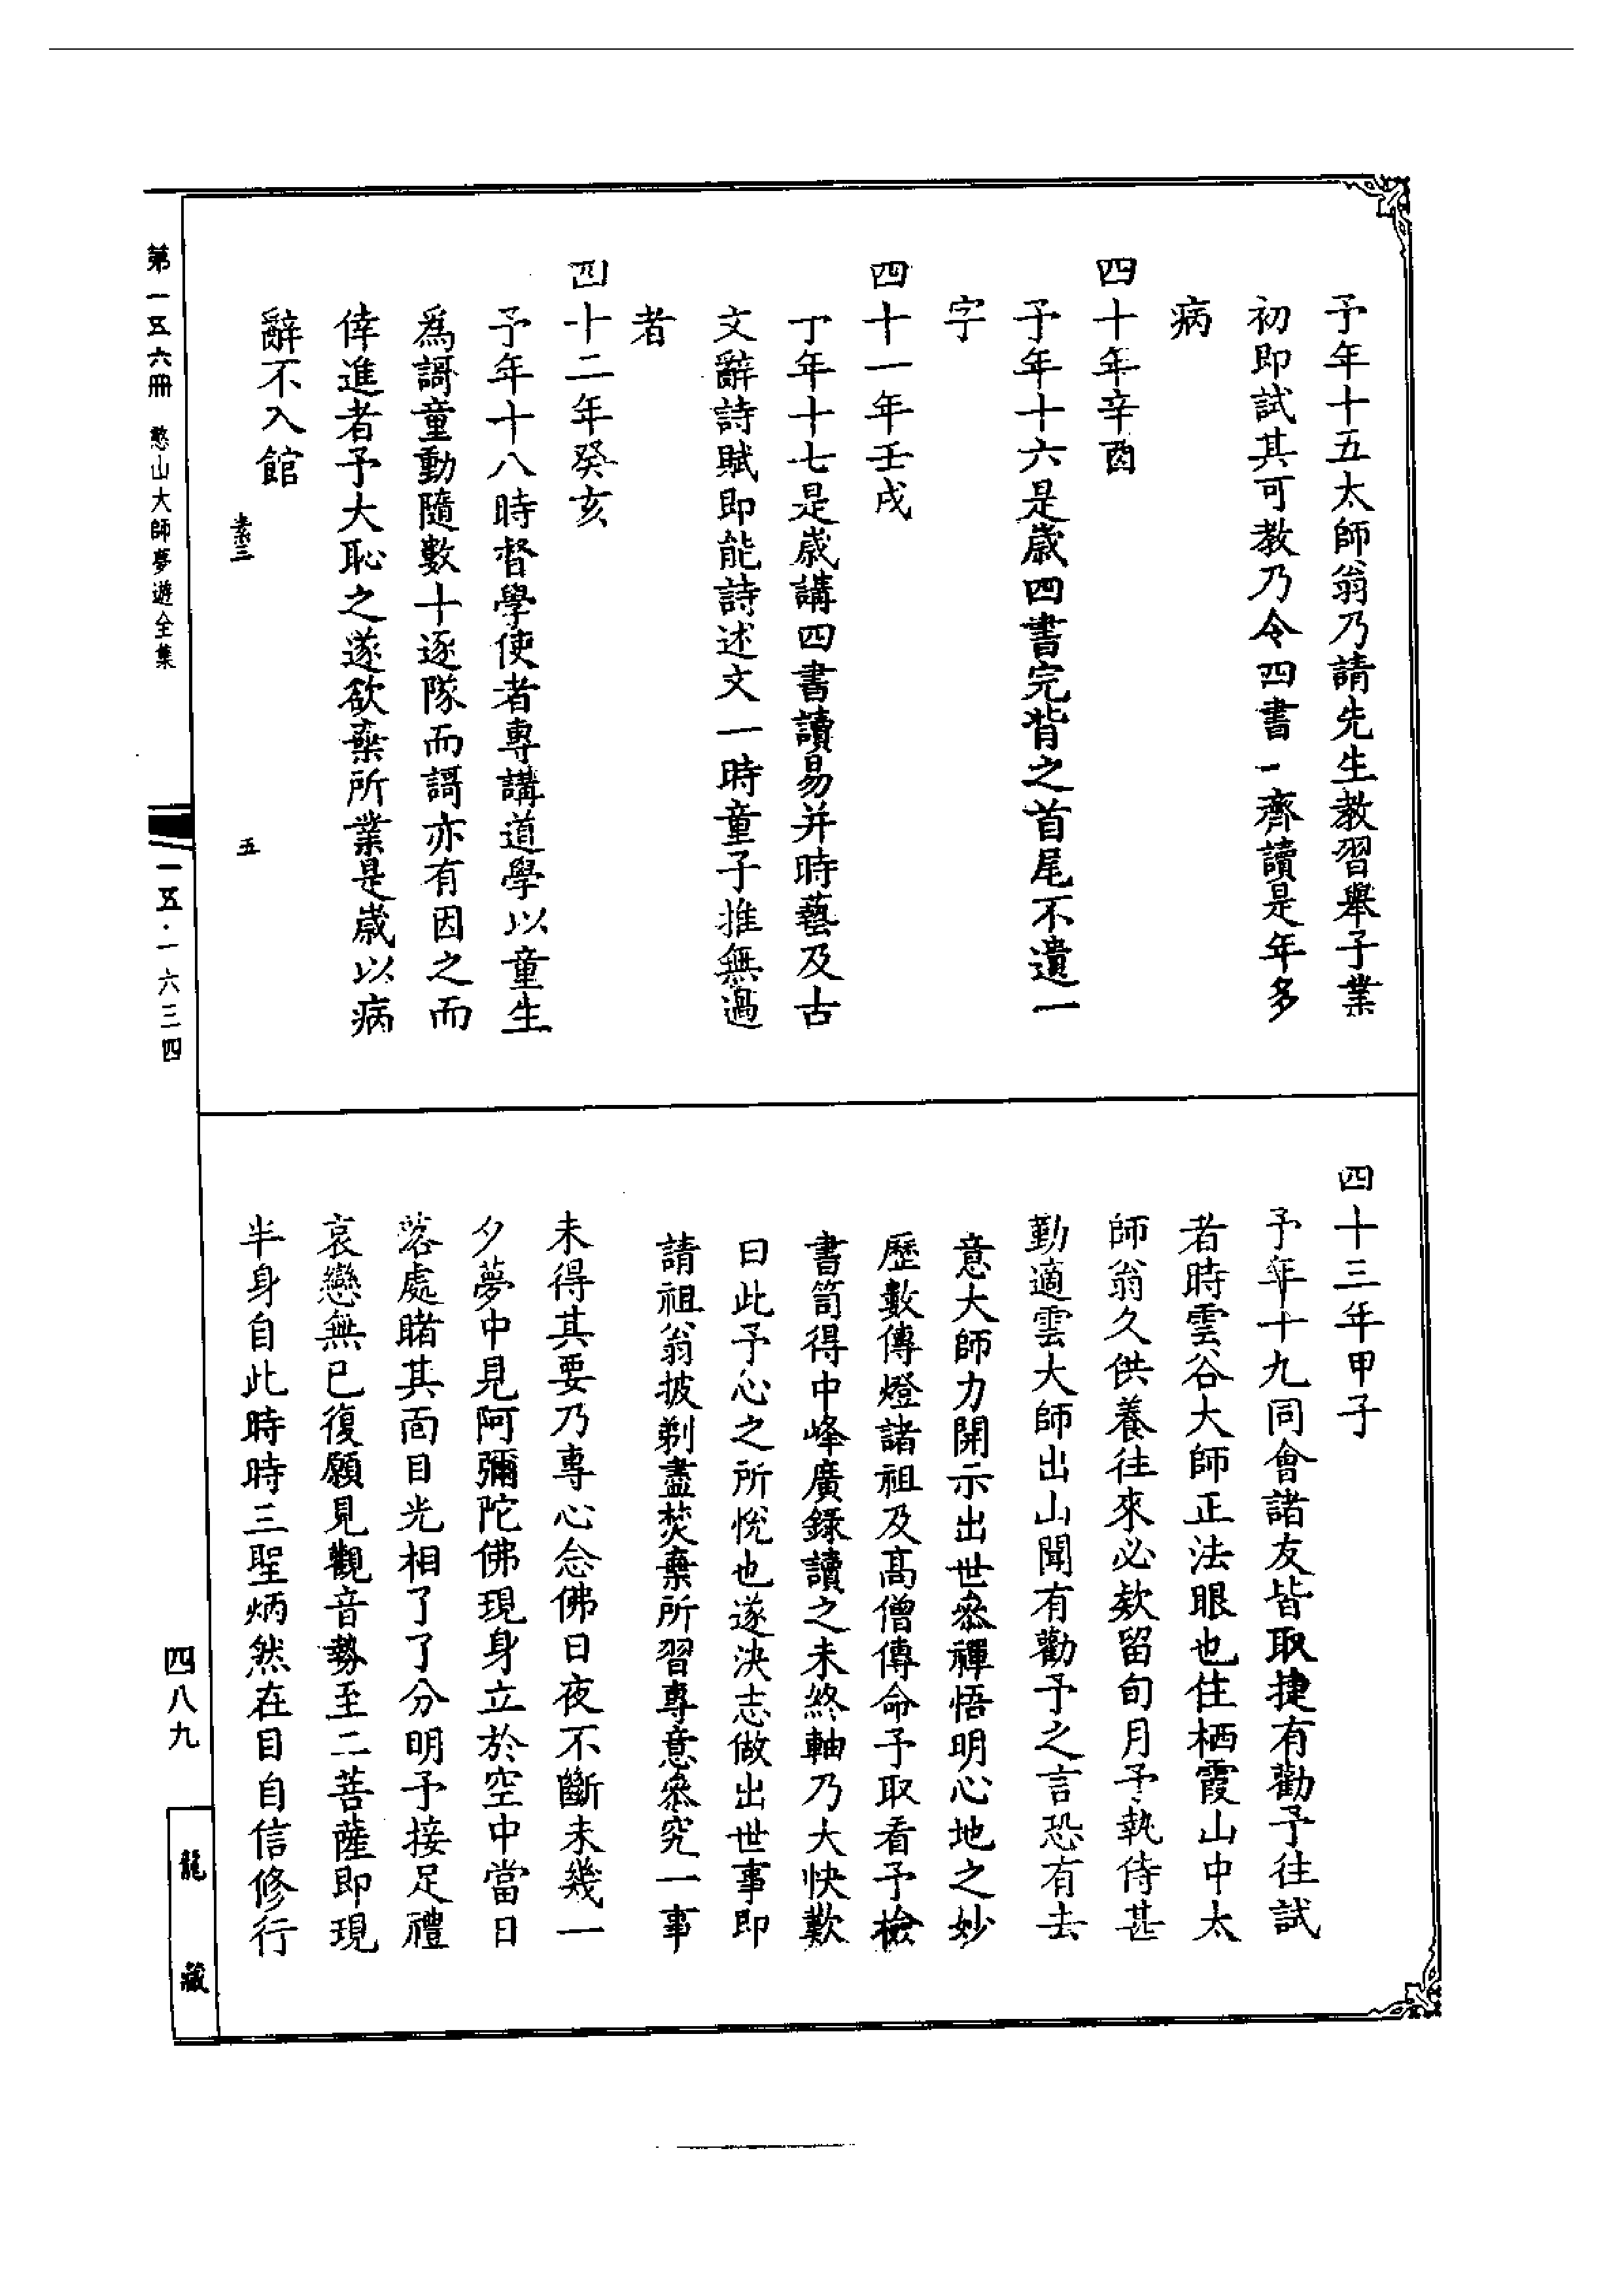 予年十五太師翁乃請先生教習舉子業
初即試其可教乃令四書一齊讀是年多
病
四十年辛酉
予年十六是歲四書完背之首尾不遺一
字
四十一年壬戌
丁年十七是歲講四書讀易并時藝及古
文辭詩賦即能詩述文一時童子推無過
者
四十二年癸亥
予年十八時督學使者專講道學以童生
爲謌童動隨數十逐隊而謌亦有因之而
倖進者予大恥之遂欲棄所業是歲以病
辭不入館
素三
五
四十三年甲子
予年十九同會諸友皆取捷有勸予往試
者時雲谷大師正法眼也住栖霞山中太
師翁久供養往來必欵留旬月予執侍甚
勤適雲大師出山聞有勸予之言恐有去
意大師力開示出世叅禪悟明心地之妙
歷數傳燈諸祖及高僧傳命予取看予檢
書笥得中峰廣錄讀之未終軸乃大快歎
曰此予心之所悅也遂決志做出世事即
請祖翁披剃盡焚棄所習專意叅究一事
未得其要乃專心念佛日夜不斷未幾一
夕夢中見阿彌陀佛現身立於空中當日
落處睹其面目光相了了分明予接足禮
哀戀無已復願見觀音勢至二菩薩即現
半身自此時時三聖炳然在目自信修行
第一五六冊 憨山大師夢遊全集
一五·一六三四
四八九
龍藏